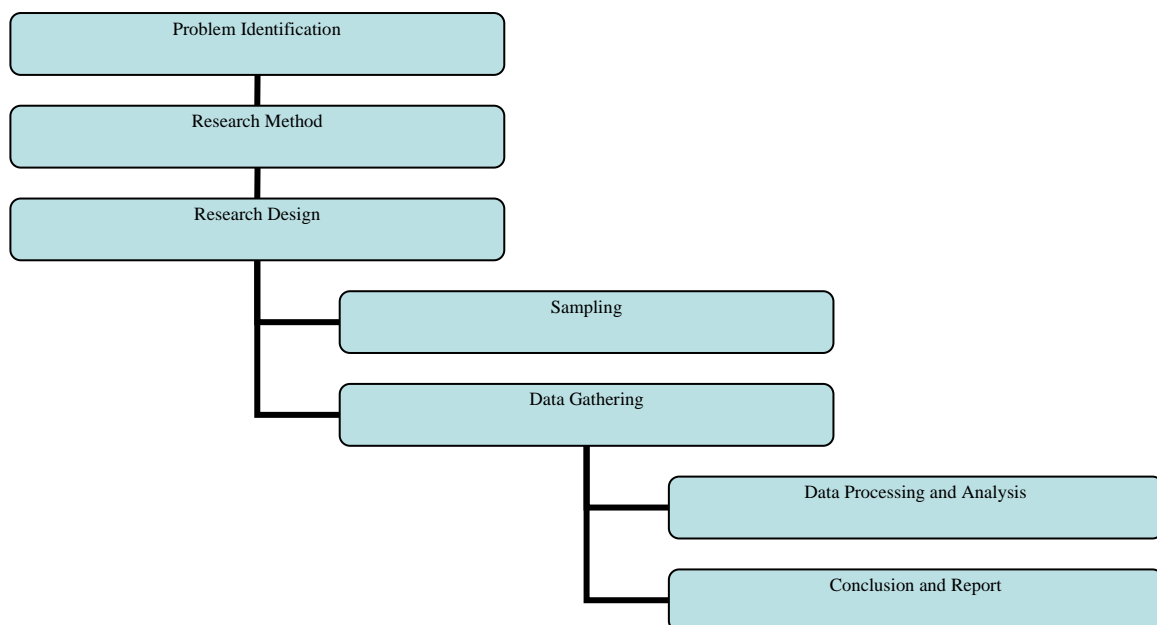 Problem Identification
Research Method
Research Design
Sampling
Data Gathering
Data Processing and Analysis
Conclusion and Report